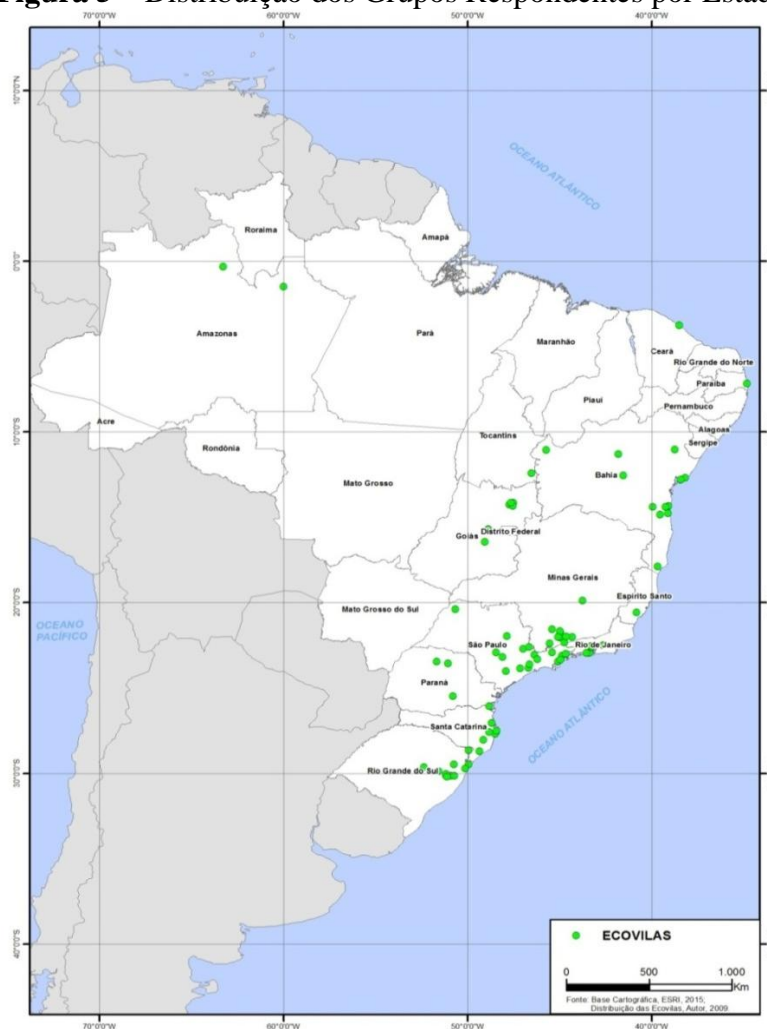 Figura 3 – Distribuição dos Grupos Respondentes por Estad
70°0'0"O 60°0'0"O 50°0'0"O 40°0'0"O
10°0'0"N
OCEANO ATLÂNTICO
Roraima
Amapá
0°0'0"
Amazonas
Pará
Maranhão
Ceará
Rio Grande do Norte
Paraíba
Piauí
Pernambuco
Acre
Alagoas
10°0'0"S
Tocantins
Sergipe
Rondônia
Bahia
Mato Grosso
Distrito Federal
Goiás
Minas Gerais
Espírito Santo
20°0'0"S
Mato Grosso do Sul
OCEANO
PACÍFICO
São Paulo
Rio de Janeiro
Paraná
Santa Catarina
OCEANO ATLÂNTICO
Rio Grande do Sul
30°0'0"S
ECOVILAS
40°0'0"S
0 500 1.000
Km
Fonte: Base Cartográfica, ESRI, 2015;
Distribuição das Ecovilas, Autor, 2009.
70°0'0"O 60°0'0"O 50°0'0"O 40°0'0"O